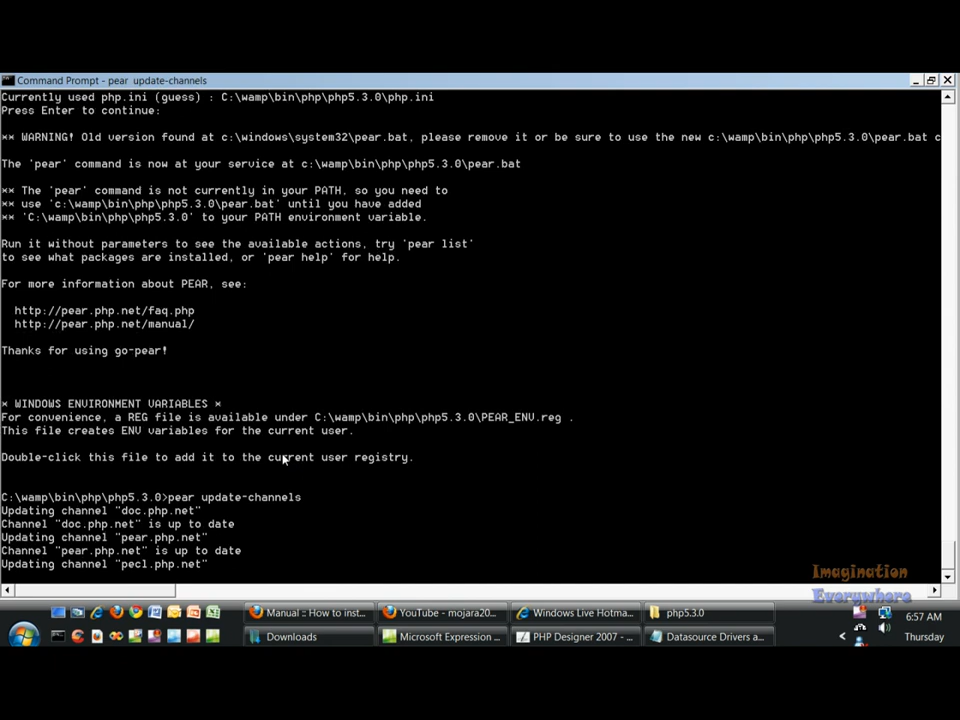 Command Prompt - pear update-channels
Currently used php.ini (guess) : C:\wamp\bin\php\php5.3.0\php.ini
Press Enter to continue:
** WARNING! Old version found at c:\windows\system32\pear.bat, please remove it or be sure to use the new c:\wamp\bin\php\php5.3.0\pear.bat c
The 'pear' command is now at your service at c:\wamp\bin\php\php5.3.0\pear.bat
** The 'pear' command is not currently in your PATH, so you need to
** use 'c:\wamp\bin\php\php5.3.0\pear.bat' until you have added
** 'C:\wamp\bin\php\php5.3.0' to your PATH environment variable.
Run it without parameters to see the available actions, try 'pear list'
to see what packages are installed, or 'pear help' for help.
For more information about PEAR, see:
http://pear.php.net/faq.php
http://pear.php.net/manual/
Thanks for using go-pear!
* WINDOWS ENVIRONMENT VARIABLES *
For convenience, a REG file is available under C:\wamp\bin\php\php5.3.0\PEAR_ENV.reg .
This file creates ENV variables for the current user.
Double-click this file to add it to the current user registry.
C:\wamp\bin\php\php5.3.0>pear update-channels
Updating channel "doc.php.net"
Channel "doc.php.net" is up to date
Updating channel "pear.php.net"
Channel "pear.php.net" is up to date
Updating channel "pecl.php.net"
Imagination
Everywhere
Manual :: How to inst... YouTube - mojara20... Windows Live Hotma... php5.3.0 6:57 AM
Downloads Microsoft Expression ... PHP Designer 2007 - ... Datasource Drivers a... Thursday